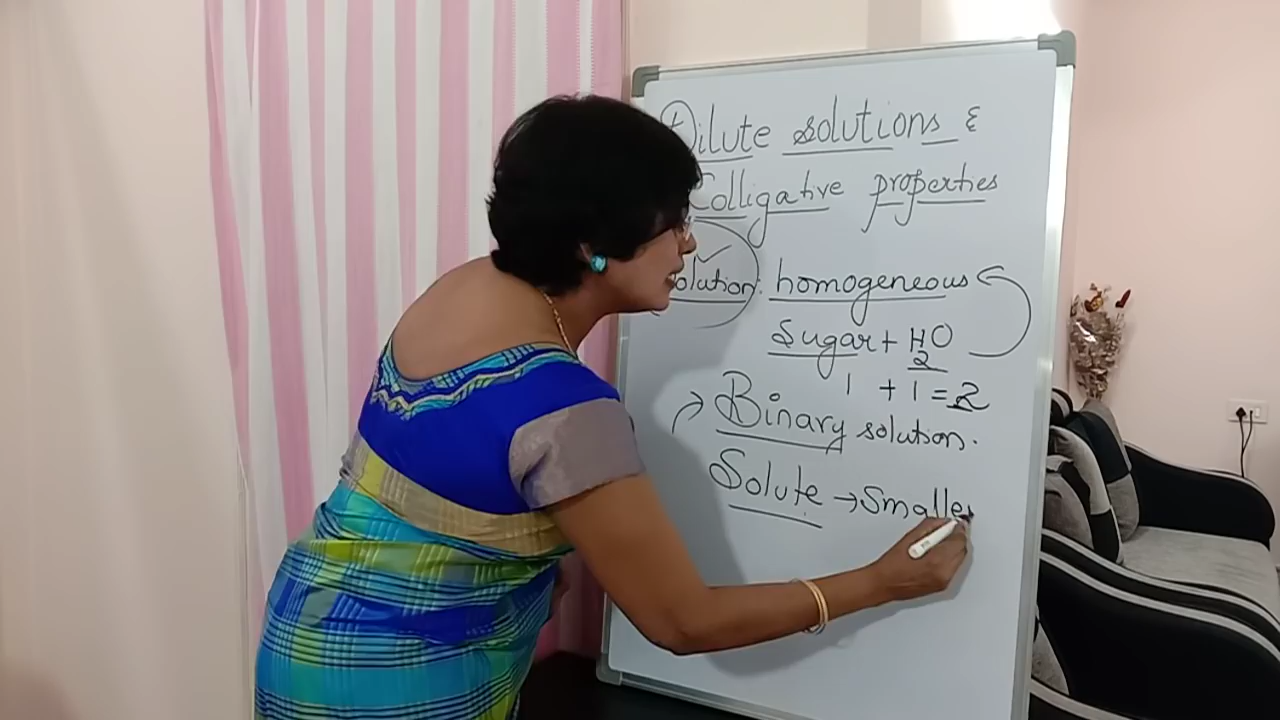 Dilute solutions &
Colligative properties
Solution: homogeneous
Sugar + H2O
1 + 1 = 2
→ Binary solution.
Solute → Smaller